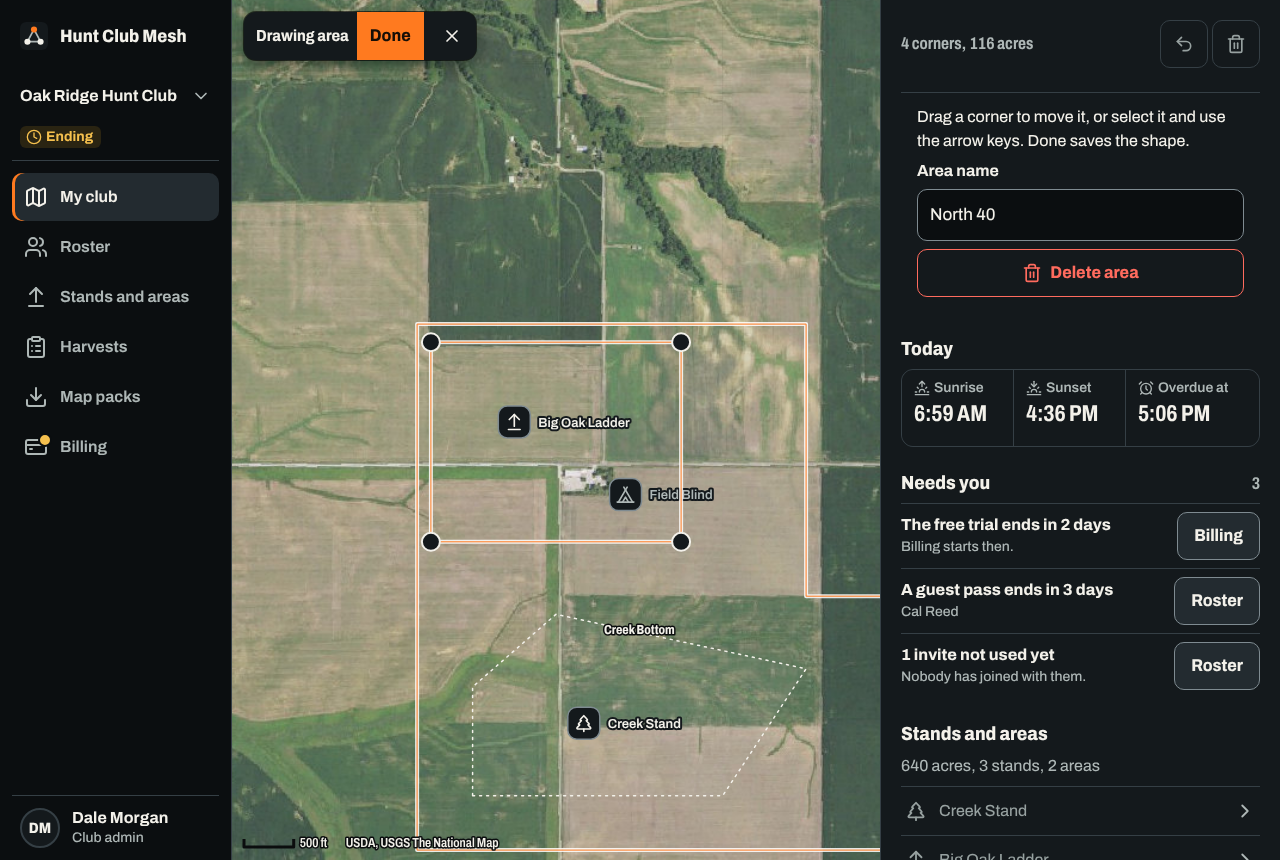 Hunt Club Mesh
Oak Ridge Hunt Club
Ending
My club
Roster
Stands and areas
Harvests
Map packs
Billing
DM
Dale Morgan
Club admin
Drawing area
Done
Big Oak Ladder
Field Blind
Creek Bottom
Creek Stand
500 ft
USDA, USGS The National Map
4 corners, 116 acres
Drag a corner to move it, or select it and use
the arrow keys. Done saves the shape.
Area name
North 40
Delete area
Today
Sunrise
6:59 AM
Sunset
4:36 PM
Overdue at
5:06 PM
Needs you
3
The free trial ends in 2 days
Billing starts then.
Billing
A guest pass ends in 3 days
Cal Reed
Roster
1 invite not used yet
Nobody has joined with them.
Roster
Stands and areas
640 acres, 3 stands, 2 areas
Creek Stand
Big Oak Ladder